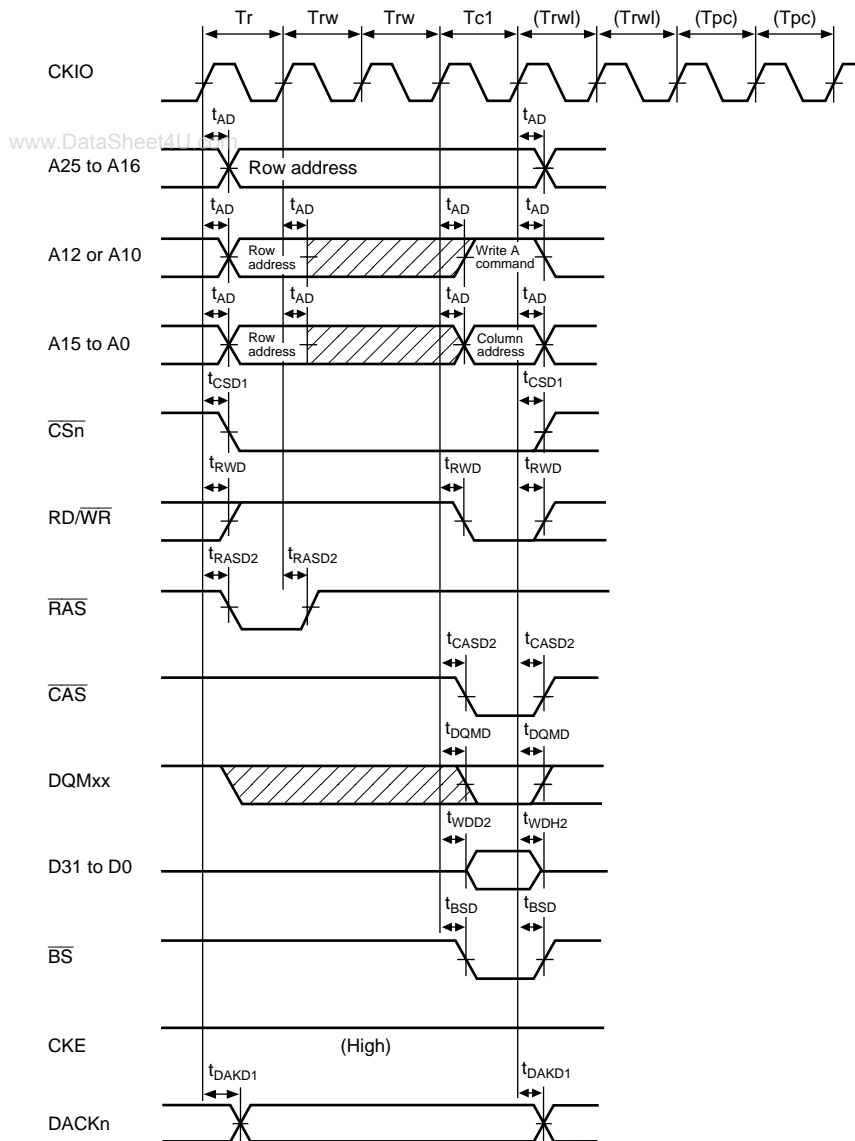 Tr Trw Trw Tc1 (Trwl) (Trwl) (Tpc) (Tpc)
CKIO
tAD tAD
www.DataSheet4U.com
A25 to A16 Row address
tAD tAD tAD tAD
A12 or A10 Row address Write A command
tAD tAD tAD tAD
A15 to A0 Row address Column address
tCSD1 tCSD1
CSn
tRWD tRWD tRWD
RD/WR
tRASD2 tRASD2
RAS
tCASD2 tCASD2
CAS
tDQMD tDQMD
DQMxx
tWDD2 tWDH2
D31 to D0
tBSD tBSD
BS
CKE (High)
tDAKD1 tDAKD1
DACKn